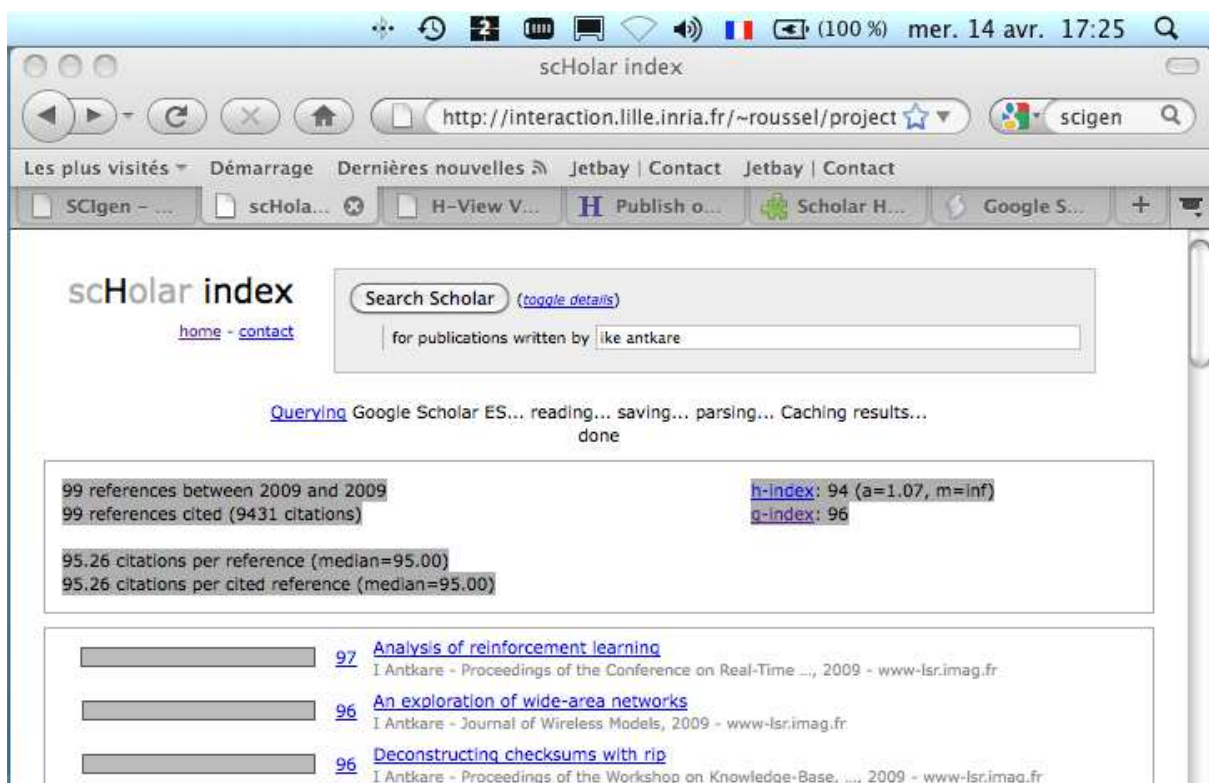 2 (100 %) mer. 14 avr. 17:25
scHolar index
http://interaction.lille.inria.fr/~roussel/project scigen
Les plus visités Démarrage Dernières nouvelles Jetbay | Contact Jetbay | Contact
SCIgen – ... scHola... H-View V... H Publish o... Scholar H... Google S... +
scHolar index
Search Scholar (toggle details)
home - contact
for publications written by ike antkare
Querying Google Scholar ES... reading... saving... parsing... Caching results...
done
99 references between 2009 and 2009 h-index: 94 (a=1.07, m=inf)
99 references cited (9431 citations) g-index: 96
95.26 citations per reference (median=95.00)
95.26 citations per cited reference (median=95.00)
97 Analysis of reinforcement learning
I Antkare - Proceedings of the Conference on Real-Time ..., 2009 - www-lsr.imag.fr
96 An exploration of wide-area networks
I Antkare - Journal of Wireless Models, 2009 - www-lsr.imag.fr
96 Deconstructing checksums with rip
I Antkare - Proceedings of the Workshop on Knowledge-Base, ..., 2009 - www-lsr.imag.fr